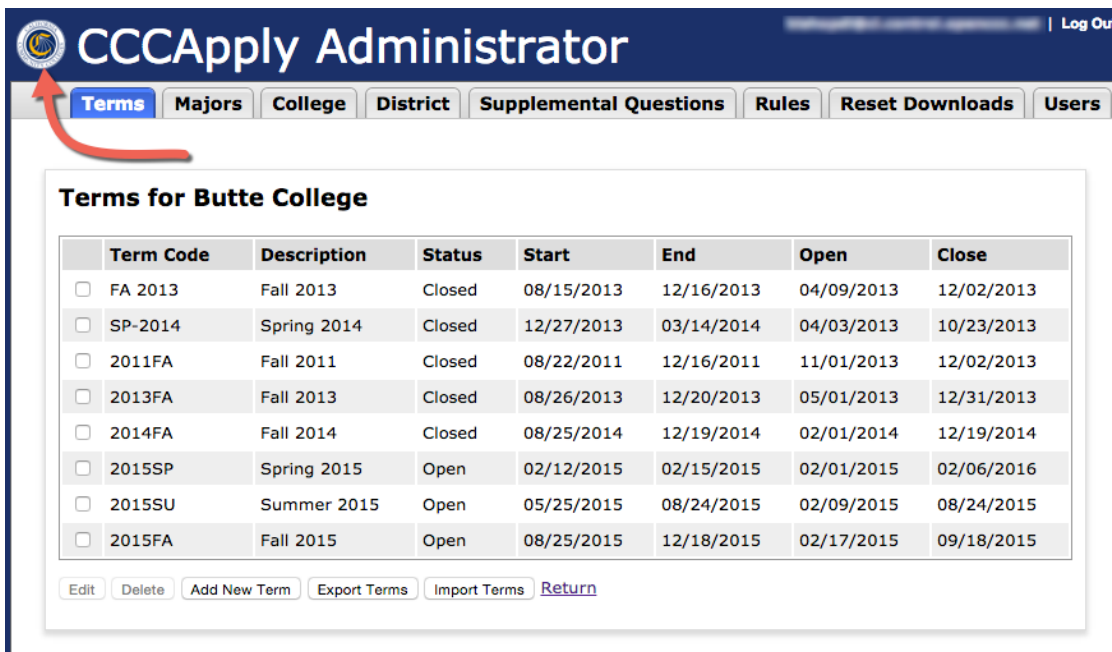 | Log Ou
CCCApply Administrator
Terms Majors College District Supplemental Questions Rules Reset Downloads Users
Terms for Butte College
Term Code Description Status Start End Open Close
FA 2013 Fall 2013 Closed 08/15/2013 12/16/2013 04/09/2013 12/02/2013
SP-2014 Spring 2014 Closed 12/27/2013 03/14/2014 04/03/2013 10/23/2013
2011FA Fall 2011 Closed 08/22/2011 12/16/2011 11/01/2013 12/02/2013
2013FA Fall 2013 Closed 08/26/2013 12/20/2013 05/01/2013 12/31/2013
2014FA Fall 2014 Closed 08/25/2014 12/19/2014 02/01/2014 12/19/2014
2015SP Spring 2015 Open 02/12/2015 02/15/2015 02/01/2015 02/06/2016
2015SU Summer 2015 Open 05/25/2015 08/24/2015 02/09/2015 08/24/2015
2015FA Fall 2015 Open 08/25/2015 12/18/2015 02/17/2015 09/18/2015
Edit Delete Add New Term Export Terms Import Terms Return